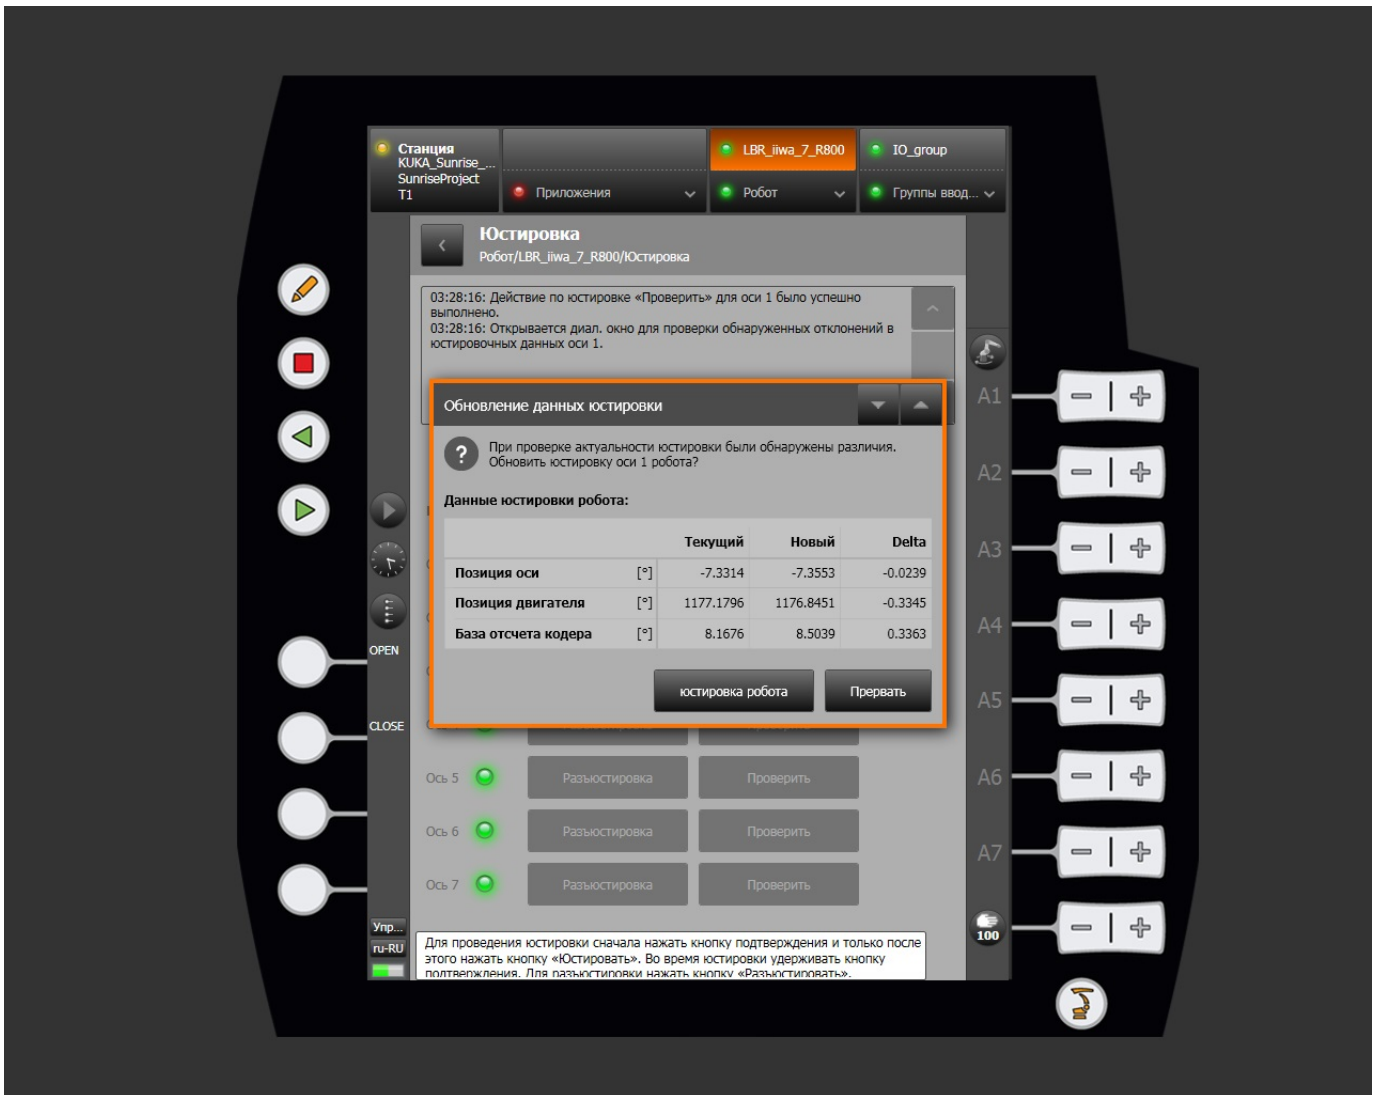 Станция
KUKA_Sunrise_...
SunriseProject
T1
LBR_iiwa_7_R800
IO_group
Приложения
Робот
Группы ввод...
Юстировка
Робот/LBR_iiwa_7_R800/Юстировка
03:28:16: Действие по юстировке «Проверить» для оси 1 было успешно
выполнено.
03:28:16: Открывается диал. окно для проверки обнаруженных отклонений в
юстировочных данных оси 1.
Обновление данных юстировки
?
При проверке актуальности юстировки были обнаружены различия.
Обновить юстировку оси 1 робота?
Данные юстировки робота:
Текущий Новый Delta
Позиция оси [°] -7.3314 -7.3553 -0.0239
Позиция двигателя [°] 1177.1796 1176.8451 -0.3345
База отсчета кодера [°] 8.1676 8.5039 0.3363
юстировка робота Прервать
OPEN
CLOSE
Ось 5 Разъюстировка Проверить
Ось 6 Разъюстировка Проверить
Ось 7 Разъюстировка Проверить
Упр...
ru-RU
Для проведения юстировки сначала нажать кнопку подтверждения и только после
этого нажать кнопку «Юстировать». Во время юстировки удерживать кнопку
подтверждения. Для разъюстировки нажать кнопку «Разъюстировать».
A1
A2
A3
A4
A5
A6
A7
100